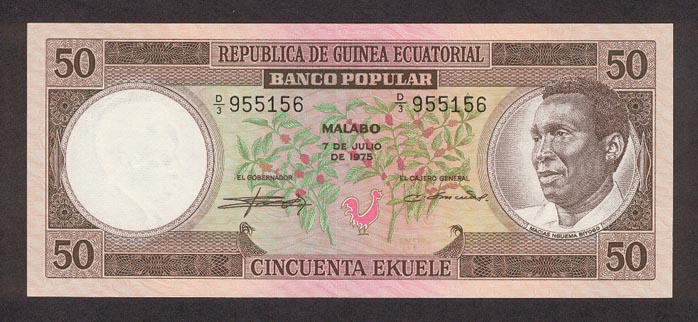 50 REPUBLICA DE GUINEA ECUATORIAL 50
BANCO POPULAR
D/3 955156 D/3 955156
MALABO
7 DE JULIO
DE 1975
EL GOBERNADOR EL CAJERO GENERAL
MACIAS NGUEMA BIYOGO
50 CINCUENTA EKUELE 50